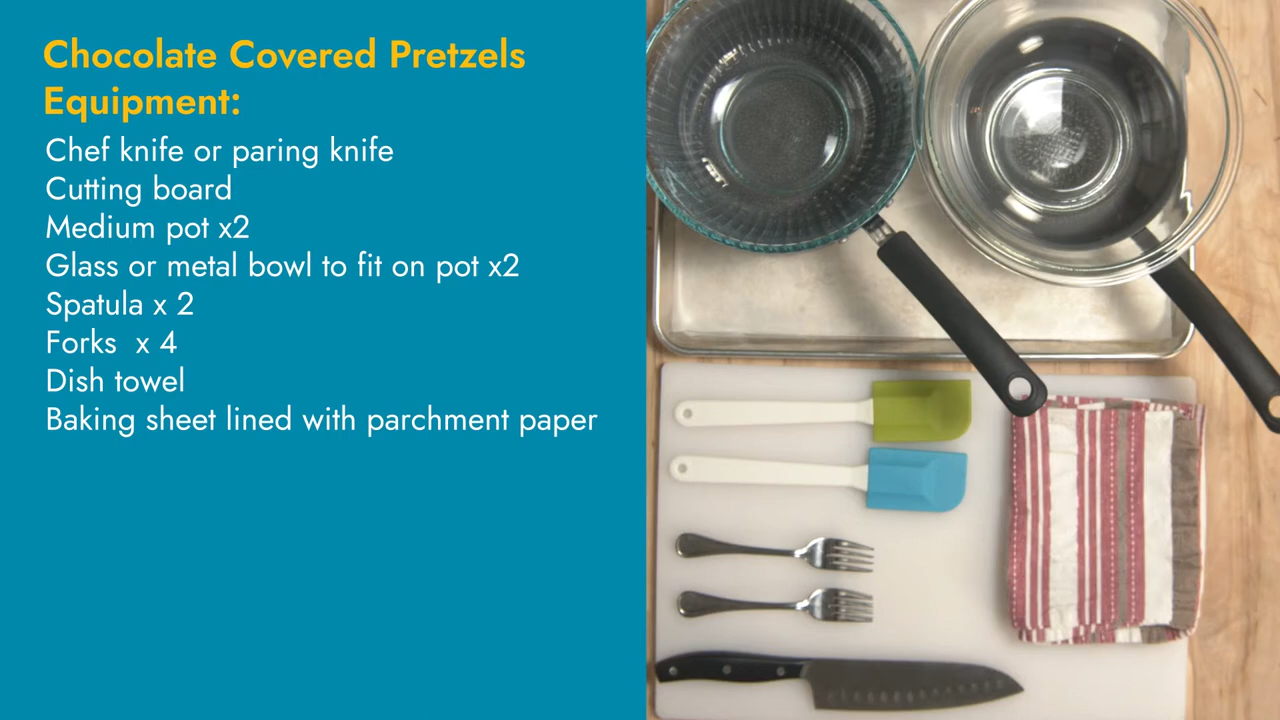 Chocolate Covered Pretzels
Equipment:
Chef knife or paring knife
Cutting board
Medium pot x2
Glass or metal bowl to fit on pot x2
Spatula x 2
Forks  x 4
Dish towel
Baking sheet lined with parchment paper